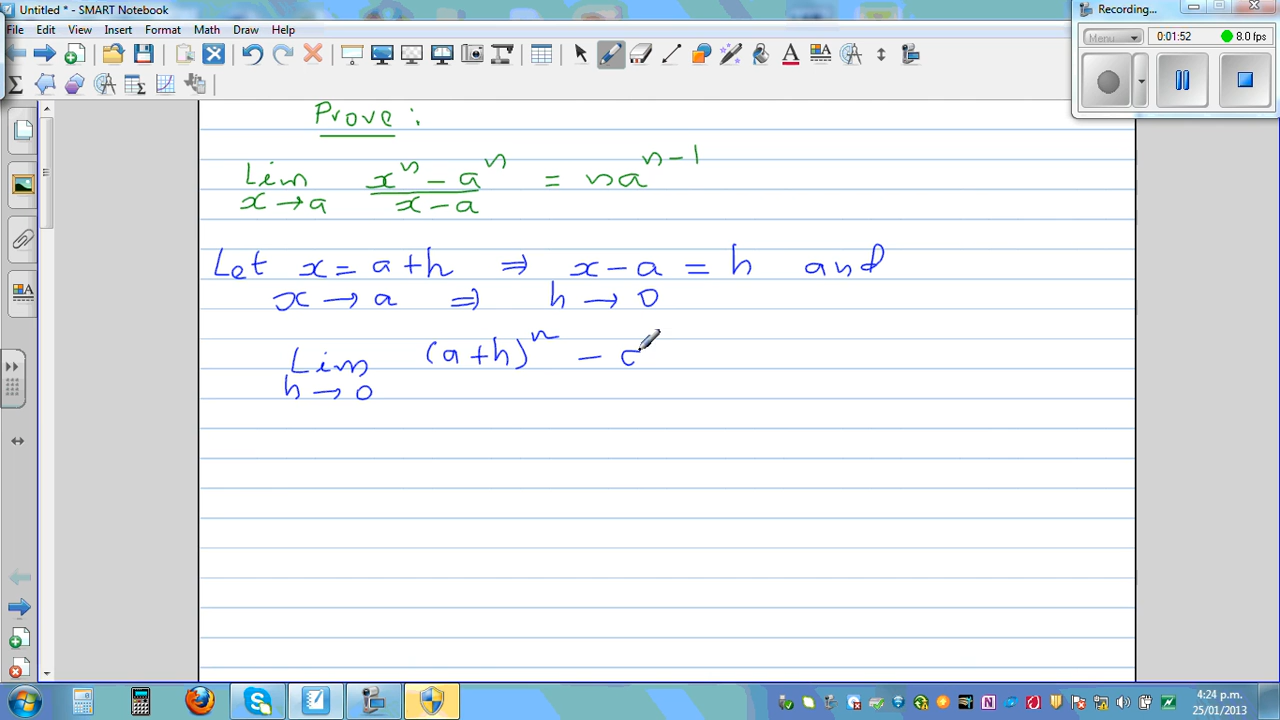 Untitled * - SMART Notebook
File Edit View Insert Format Math Draw Help
Recording...
Menu 0:01:52 8.0 fps
Prove :
Lim x^n - a^n = na^(n-1)
x → a x - a
Let x = a + h ⇒ x - a = h and
x → a ⇒ h → 0
Lim (a+h)^n -
h → 0
4:24 p.m.
25/01/2013